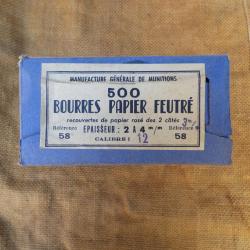 MANUFACTURE GÉNÉRALE DE MUNITIONS
500
BOURRES PAPIER FEUTRÉ
recouvertes de papier rosé des 2 côtés
Référence Référence
58 EPAISSEUR : 2 A 4 m/m 58
CALIBRE : 12